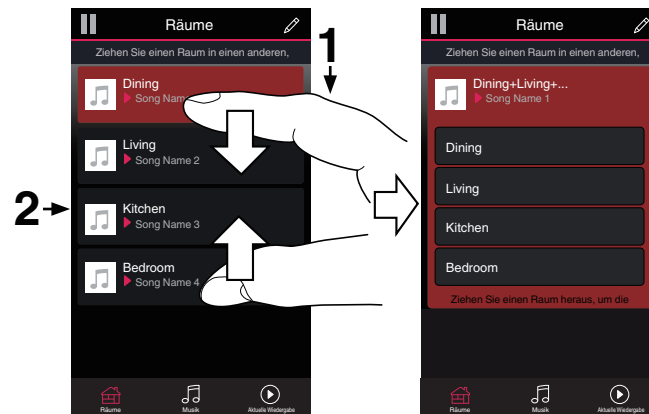 Räume
Ziehen Sie einen Raum in einen anderen,
1
Dining
Song Nam
Living
Song Name 2
2
Kitchen
Song Name 3
Bedroom
Song Name 4
Räume
Musik
Aktuelle Wiedergabe
Räume
Ziehen Sie einen Raum in einen anderen,
Dining+Living+...
Song Name 1
Dining
Living
Kitchen
Bedroom
Ziehen Sie einen Raum heraus, um die
Räume
Musik
Aktuelle Wiedergabe